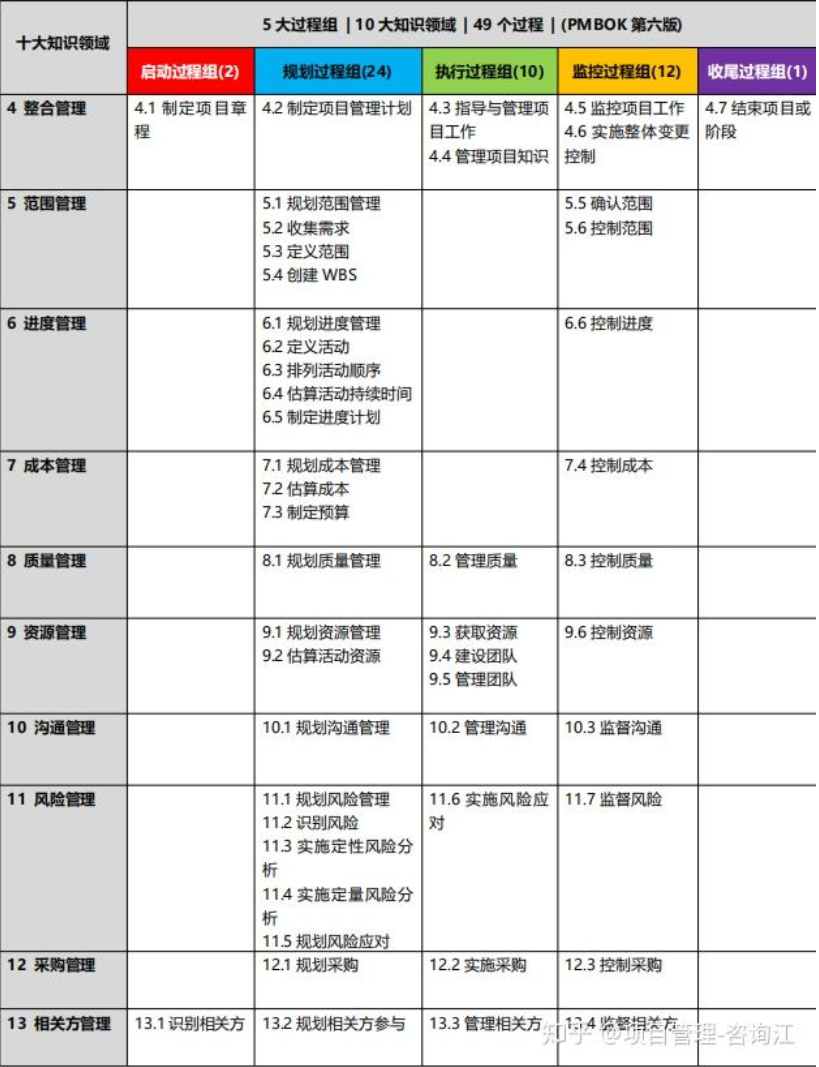 十大知识领域
5 大过程组 | 10 大知识领域 | 49 个过程 | (PMBOK 第六版)
启动过程组(2)
规划过程组(24)
执行过程组(10)
监控过程组(12)
收尾过程组(1)
4 整合管理
4.1 制定项目章
程
4.2 制定项目管理计划
4.3 指导与管理项
目工作
4.4 管理项目知识
4.5 监控项目工作
4.6 实施整体变更
控制
4.7 结束项目或
阶段
5 范围管理
5.1 规划范围管理
5.2 收集需求
5.3 定义范围
5.4 创建 WBS
5.5 确认范围
5.6 控制范围
6 进度管理
6.1 规划进度管理
6.2 定义活动
6.3 排列活动顺序
6.4 估算活动持续时间
6.5 制定进度计划
6.6 控制进度
7 成本管理
7.1 规划成本管理
7.2 估算成本
7.3 制定预算
7.4 控制成本
8 质量管理
8.1 规划质量管理
8.2 管理质量
8.3 控制质量
9 资源管理
9.1 规划资源管理
9.2 估算活动资源
9.3 获取资源
9.4 建设团队
9.5 管理团队
9.6 控制资源
10 沟通管理
10.1 规划沟通管理
10.2 管理沟通
10.3 监督沟通
11 风险管理
11.1 规划风险管理
11.2 识别风险
11.3 实施定性风险分
析
11.4 实施定量风险分
析
11.5 规划风险应对
11.6 实施风险应
对
11.7 监督风险
12 采购管理
12.1 规划采购
12.2 实施采购
12.3 控制采购
13 相关方管理
13.1 识别相关方
13.2 规划相关方参与
13.3 管理相关方
13.4 监督相关方
知乎 @项目管理-咨询江